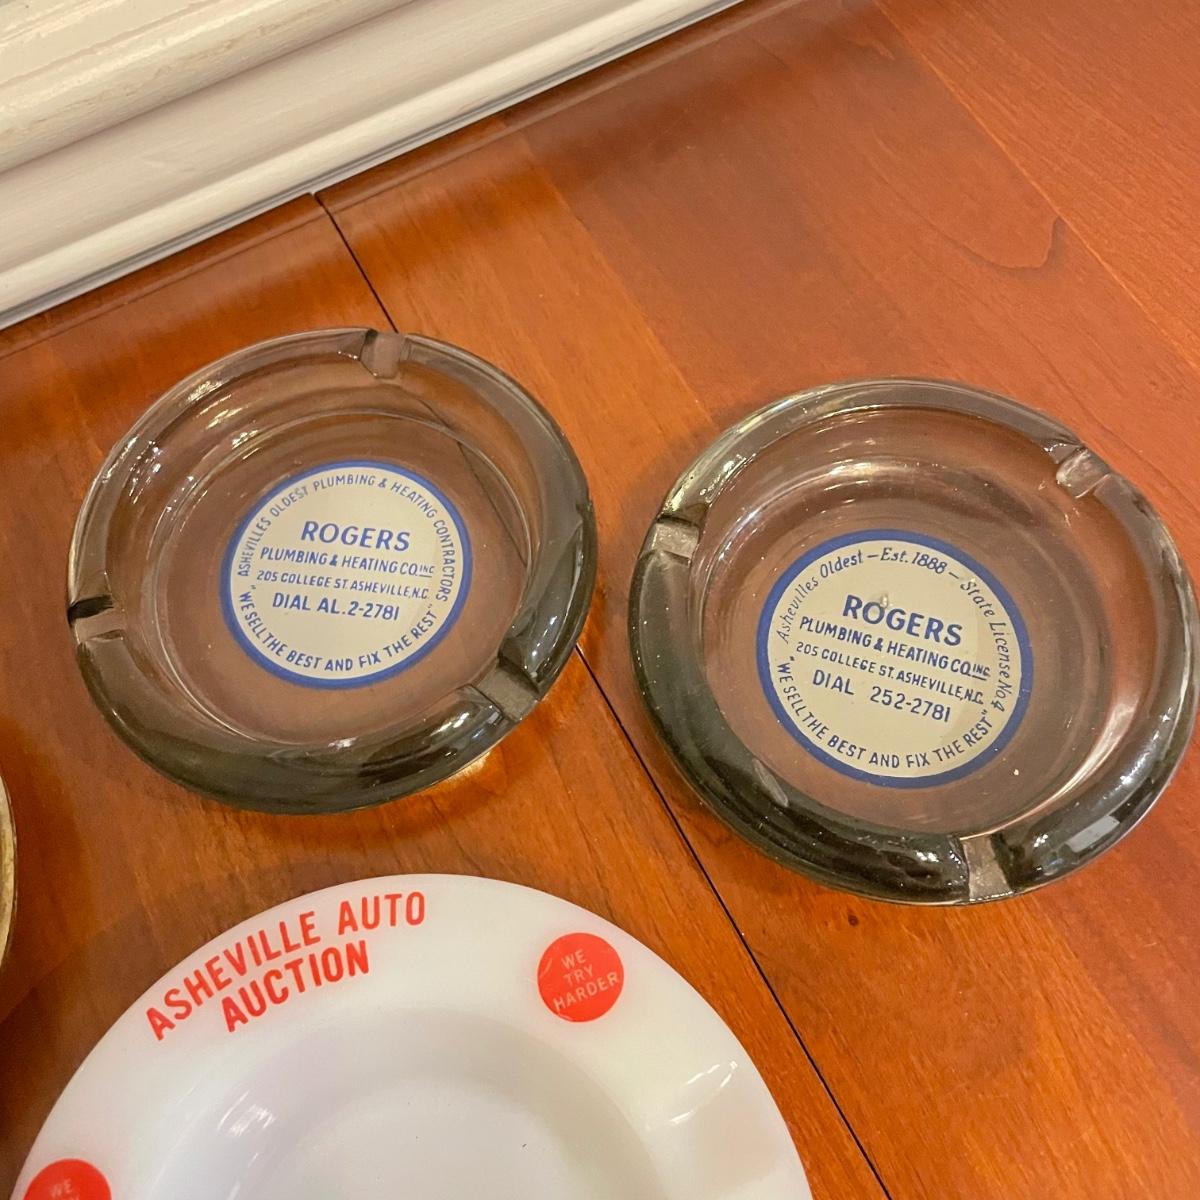 ASHEVILLES OLDEST PLUMBING & HEATING CONTRACTORS
ROGERS
PLUMBING & HEATING CO. INC
205 COLLEGE ST. ASHEVILLE, N.C.
DIAL AL.2-2781
"WE SELL THE BEST AND FIX THE REST"
Ashevilles Oldest — Est. 1888 — State License No. 4
ROGERS
PLUMBING & HEATING CO. INC.
205 COLLEGE ST. ASHEVILLE, N.C.
DIAL 252-2781
"WE SELL THE BEST AND FIX THE REST"
ASHEVILLE AUTO
AUCTION
WE
TRY
HARDER
WE